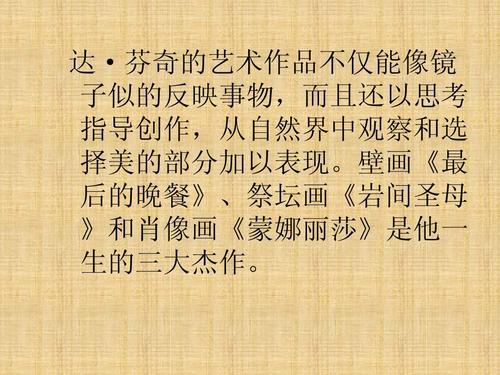 达·芬奇的艺术作品不仅能像镜
子似的反映事物，而且还以思考
指导创作，从自然界中观察和选
择美的部分加以表现。壁画《最
后的晚餐》、祭坛画《岩间圣母
》和肖像画《蒙娜丽莎》是他一
生的三大杰作。